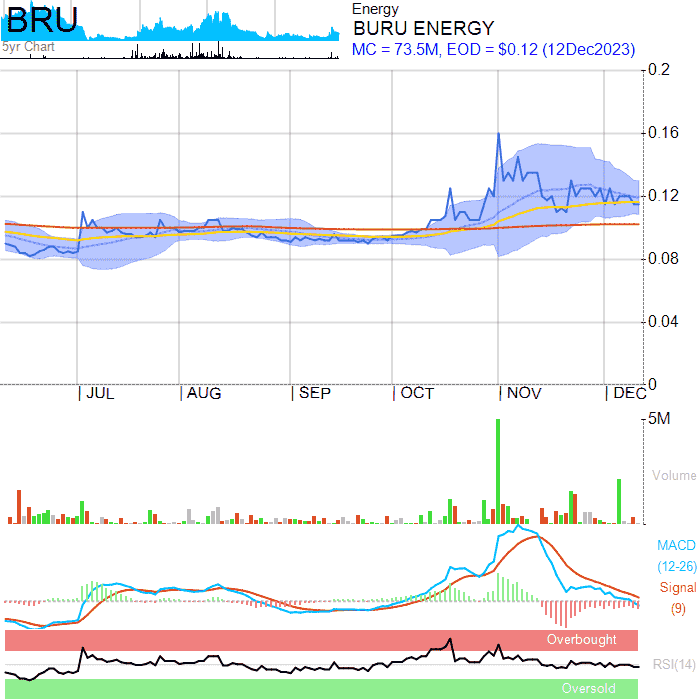 BRU
5yr Chart
Energy
BURU ENERGY
MC = 73.5M, EOD = $0.12 (12Dec2023)
0.2
0.16
0.12
0.08
0.04
0
JUL AUG SEP OCT NOV DEC
5M
Volume
MACD
(12-26)
Signal
(9)
Overbought
RSI(14)
Oversold